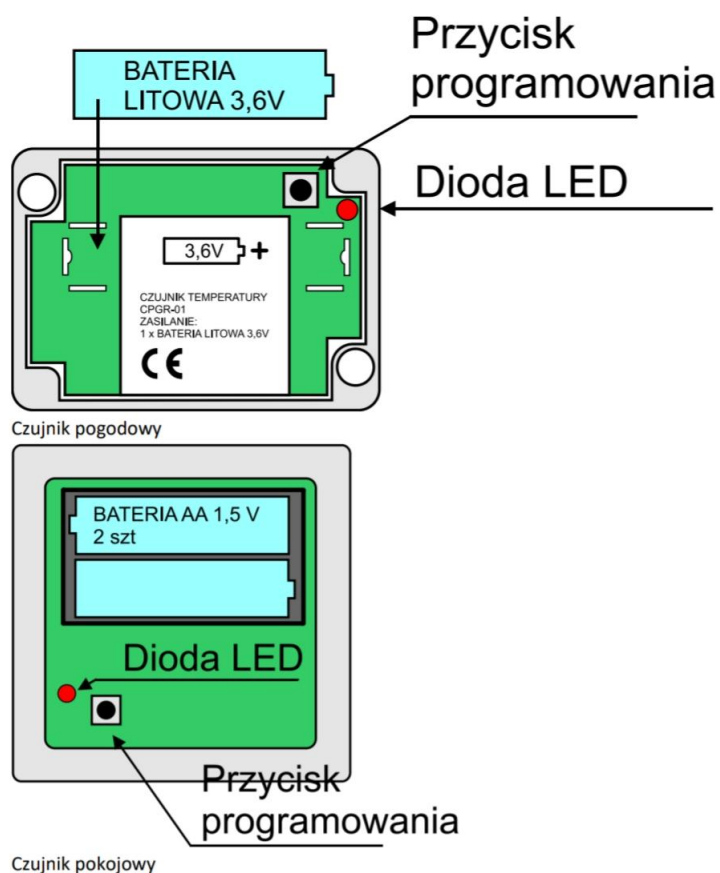 Przycisk
programowania
BATERIA
LITOWA 3,6V
Dioda LED
3,6V +
CZUJNIK TEMPERATURY
CPGR-01
ZASILANIE:
1 x BATERIA LITOWA 3,6V
CE
Czujnik pogodowy
BATERIA AA 1,5 V
2 szt
Dioda LED
Przycisk
programowania
Czujnik pokojowy